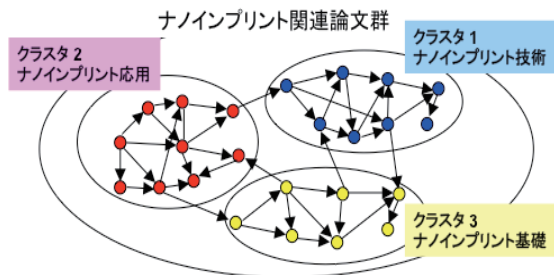 ナノインプリント関連論文群
クラスタ 2
ナノインプリント応用
クラスタ 1
ナノインプリント技術
クラスタ 3
ナノインプリント基礎